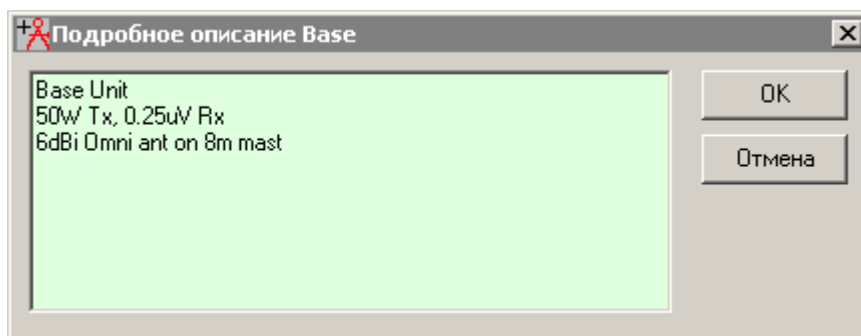 Подробное описание Base
Base Unit
50W Tx, 0.25uV Rx
6dBi Omni ant on 8m mast
OK
Отмена